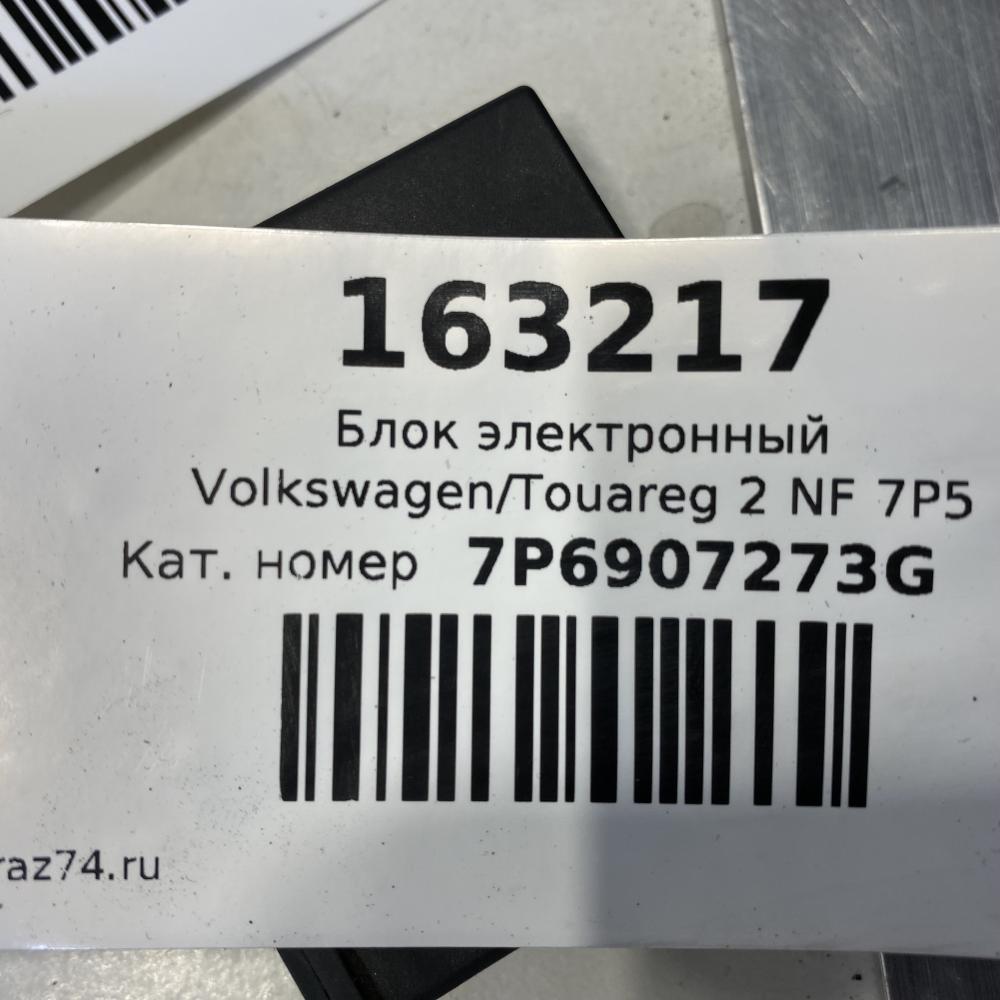 163217
Блок электронный
Volkswagen/Touareg 2 NF 7P5
Кат. номер 7P6907273G
raz74.ru